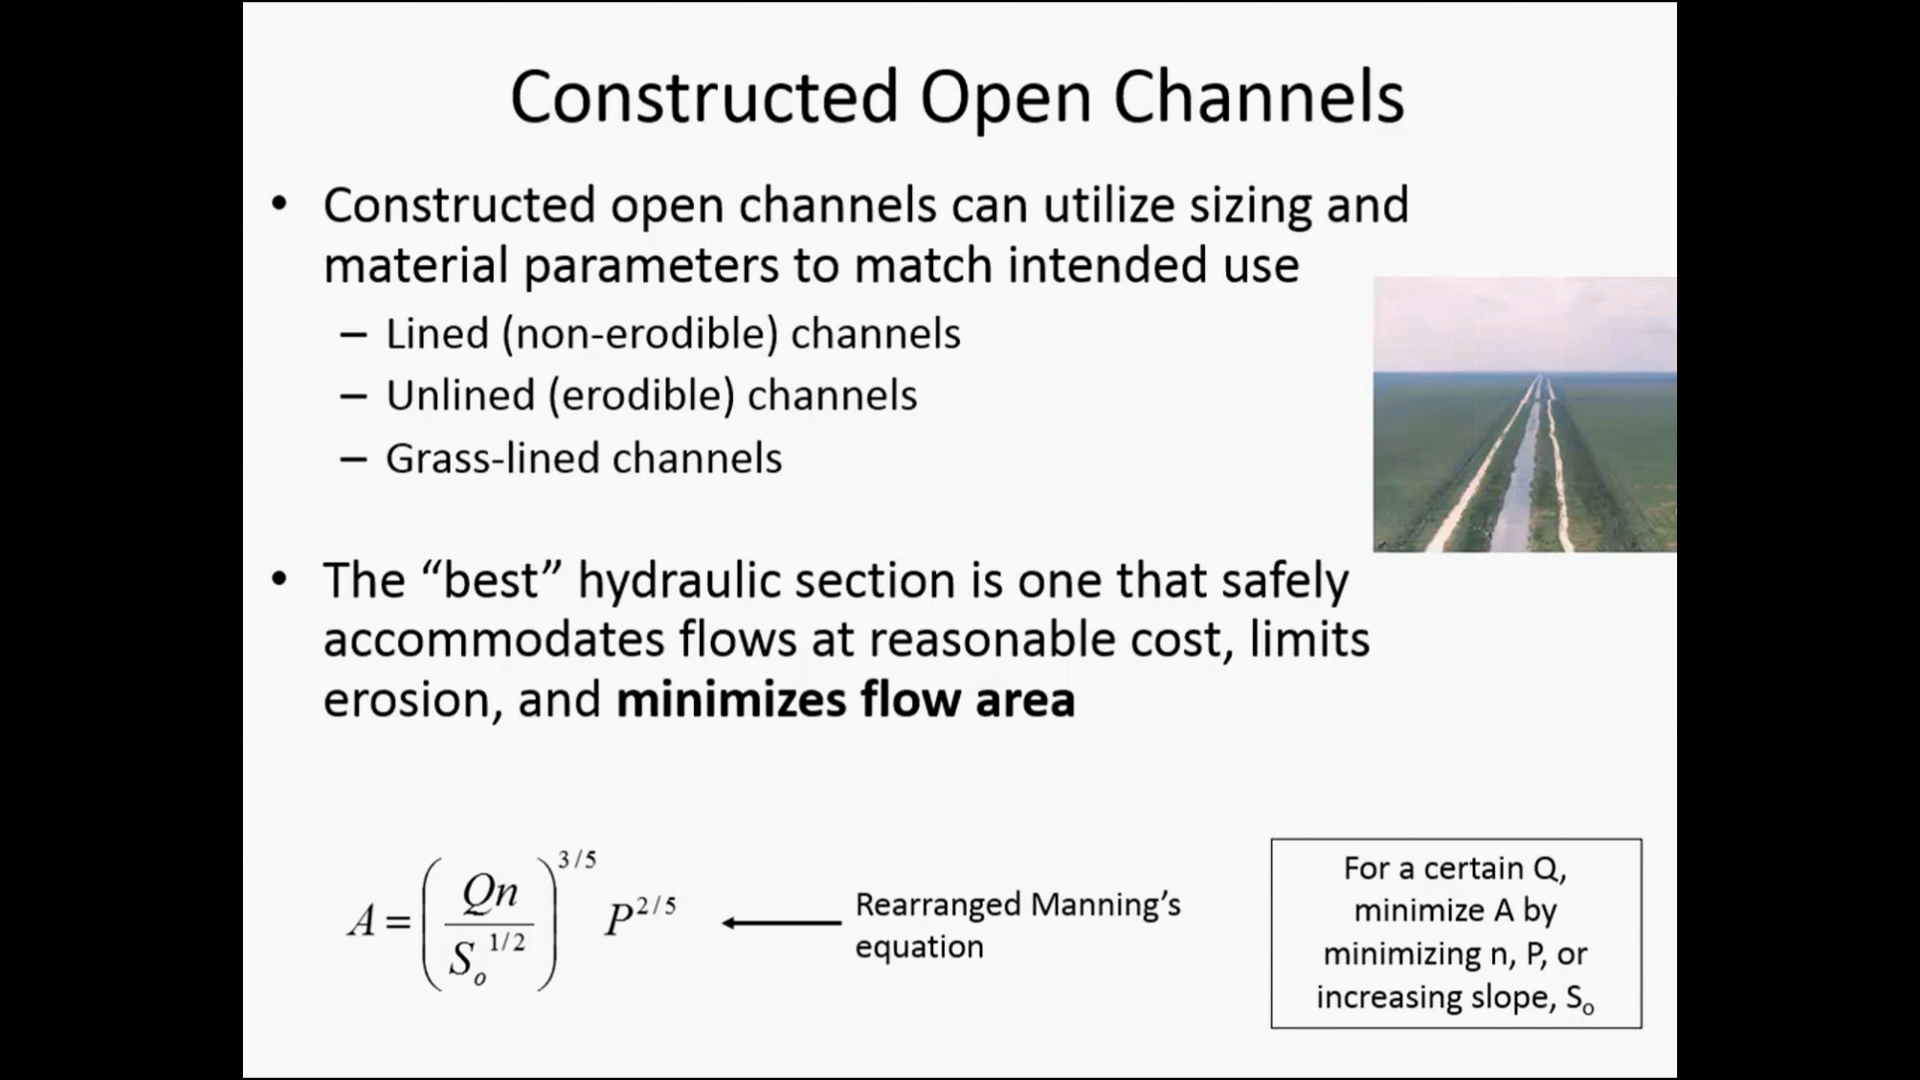 Constructed Open Channels
• Constructed open channels can utilize sizing and
material parameters to match intended use
– Lined (non-erodible) channels
– Unlined (erodible) channels
– Grass-lined channels
• The “best” hydraulic section is one that safely
accommodates flows at reasonable cost, limits
erosion, and minimizes flow area
A = (Qn / S_o^{1/2})^{3/5} P^{2/5}
Rearranged Manning’s
equation
For a certain Q,
minimize A by
minimizing n, P, or
increasing slope, S_o